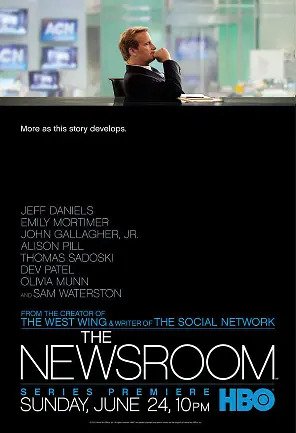 ACN
More as this story develops.
JEFF DANIELS
EMILY MORTIMER
JOHN GALLAGHER, JR.
ALISON PILL
THOMAS SADOSKI
DEV PATEL
OLIVIA MUNN
AND SAM WATERSTON
FROM THE CREATOR OF
THE WEST WING & WRITER OF THE SOCIAL NETWORK
THE
NEWSROOM
SERIES PREMIERE
SUNDAY, JUNE 24, 10PM HBO